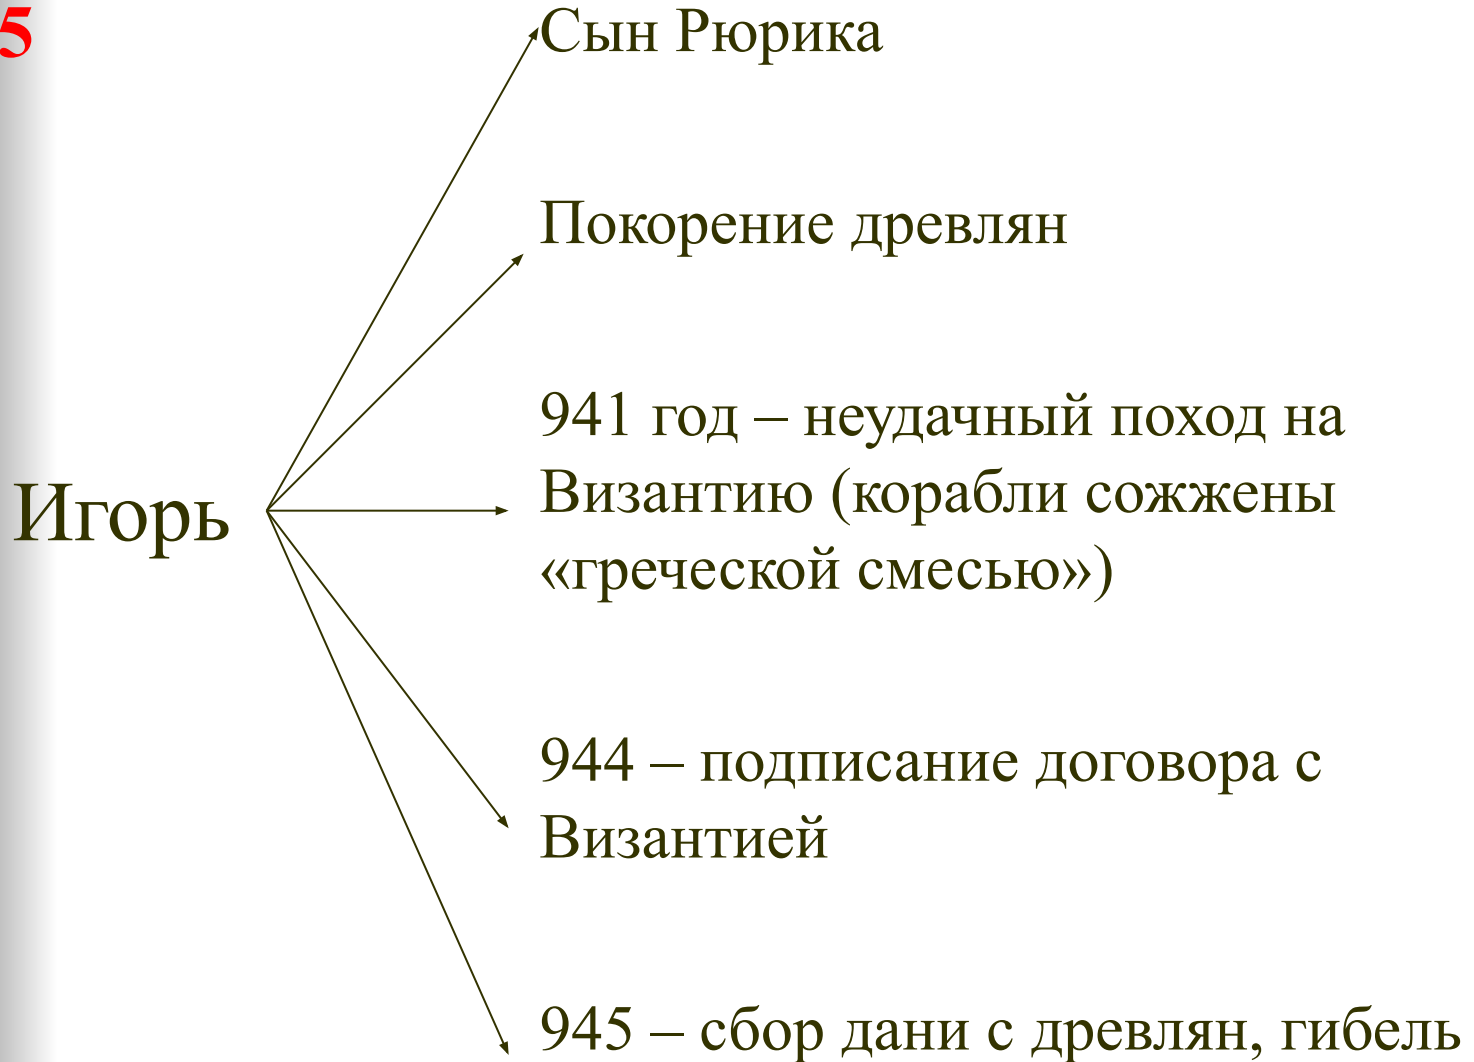 5
Сын Рюрика
Покорение древлян
941 год – неудачный поход на
Византию (корабли сожжены
«греческой смесью»)
Игорь
944 – подписание договора с
Византией
945 – сбор дани с древлян, гибель